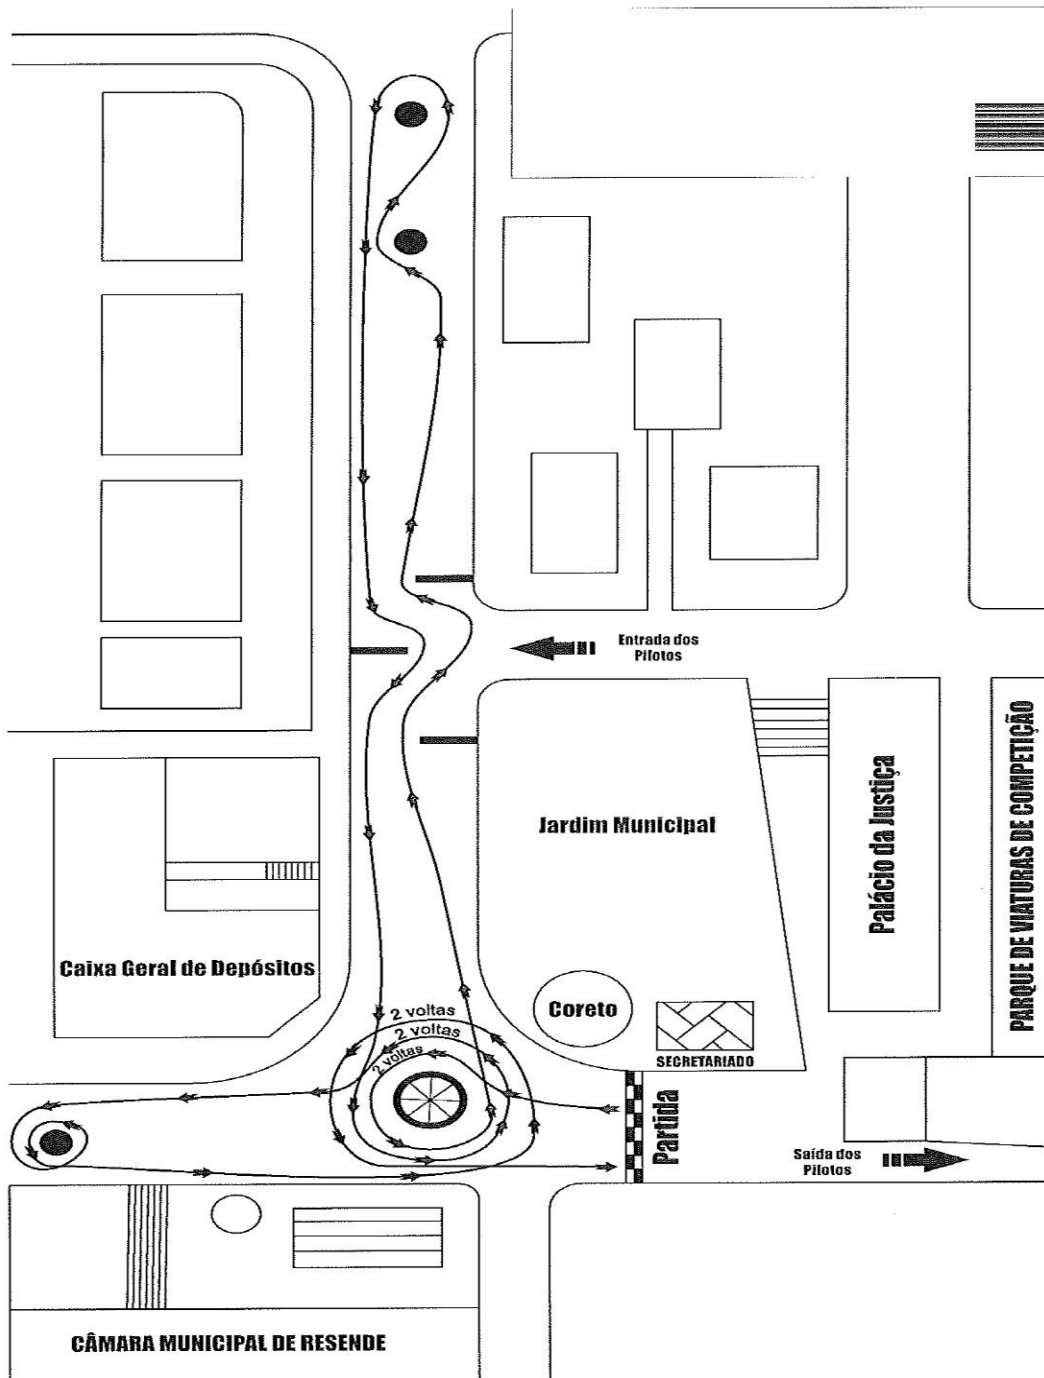 Entrada dos
Pilotos
Jardim Municipal
Palácio da Justiça
PARQUE DE VIATURAS DE COMPETIÇÃO
Caixa Geral de Depósitos
Coreto
2 voltas
2 voltas
2 voltas
SECRETARIADO
Partida
Saída dos
Pilotos
CÂMARA MUNICIPAL DE RESENDE